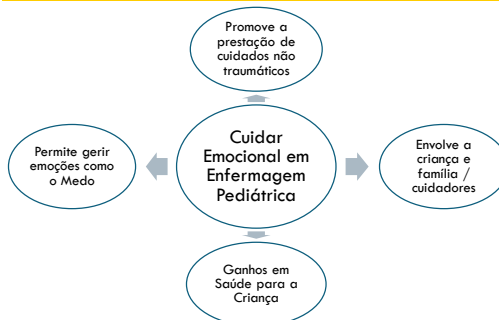 Promove a
prestação de
cuidados não
traumáticos
Permite gerir
emoções como
o Medo
Cuidar
Emocional em
Enfermagem
Pediátrica
Envolve a
criança e
família /
cuidadores
Ganhos em
Saúde para a
Criança